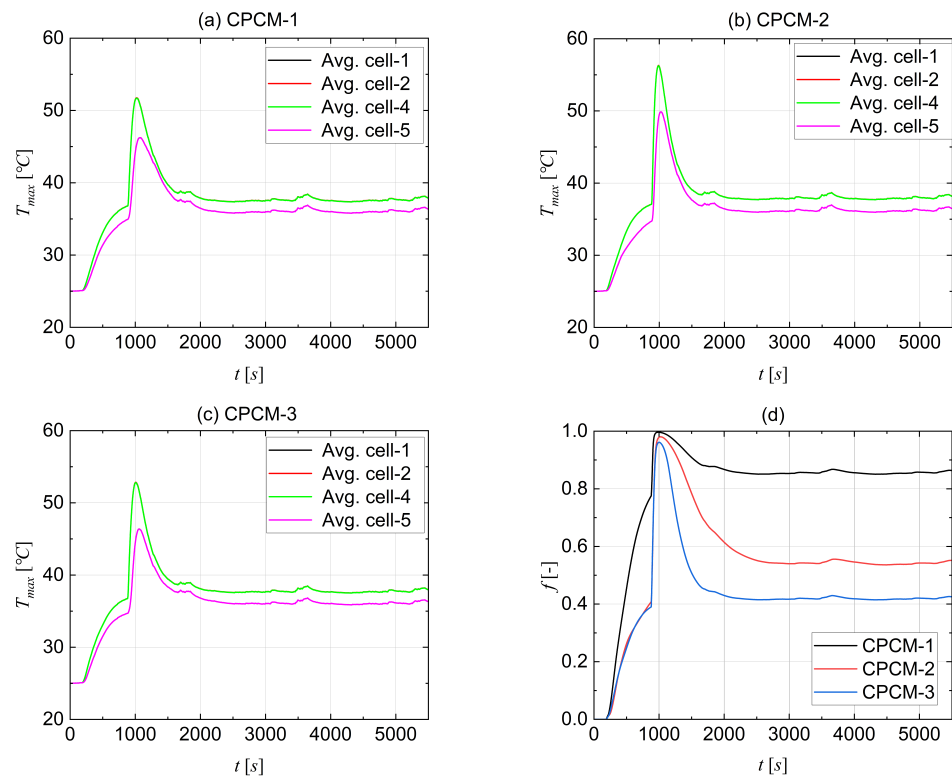 (a) CPCM-1
60
50
40
30
20
T_max [°C]
Avg. cell-1
Avg. cell-2
Avg. cell-4
Avg. cell-5
0 1000 2000 3000 4000 5000
t [s]
(b) CPCM-2
60
50
40
30
20
T_max [°C]
Avg. cell-1
Avg. cell-2
Avg. cell-4
Avg. cell-5
0 1000 2000 3000 4000 5000
t [s]
(c) CPCM-3
60
50
40
30
20
T_max [°C]
Avg. cell-1
Avg. cell-2
Avg. cell-4
Avg. cell-5
0 1000 2000 3000 4000 5000
t [s]
(d)
1.0
0.8
0.6
0.4
0.2
0.0
f [-]
CPCM-1
CPCM-2
CPCM-3
0 1000 2000 3000 4000 5000
t [s]